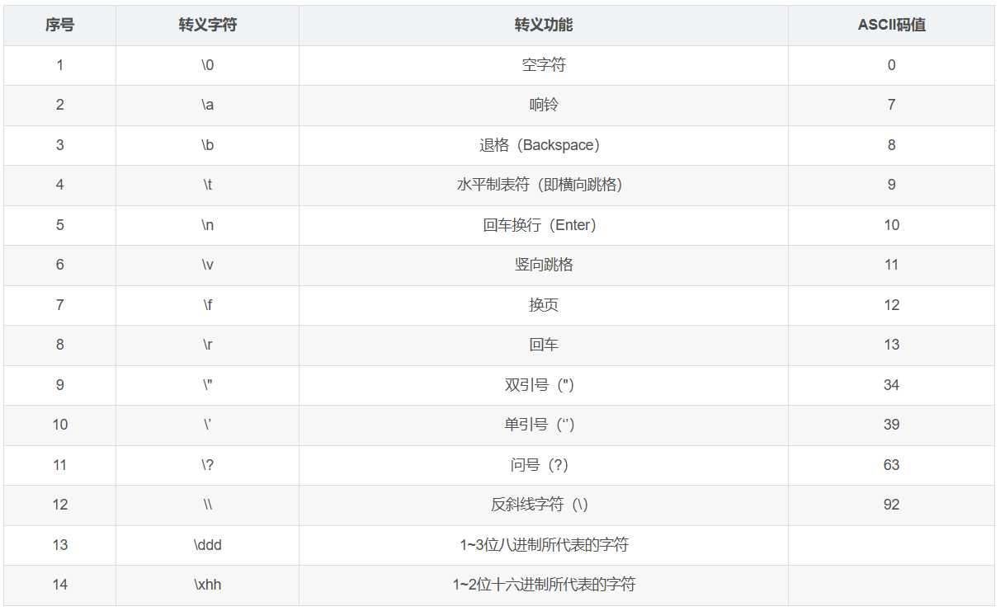 序号 转义字符 转义功能 ASCII码值
1 \0 空字符 0
2 \a 响铃 7
3 \b 退格（Backspace） 8
4 \t 水平制表符（即横向跳格） 9
5 \n 回车换行（Enter） 10
6 \v 竖向跳格 11
7 \f 换页 12
8 \r 回车 13
9 \" 双引号（"） 34
10 \’ 单引号（‘’） 39
11 \? 问号（?） 63
12 \\ 反斜线字符（\） 92
13 \ddd 1~3位八进制所代表的字符
14 \xhh 1~2位十六进制所代表的字符